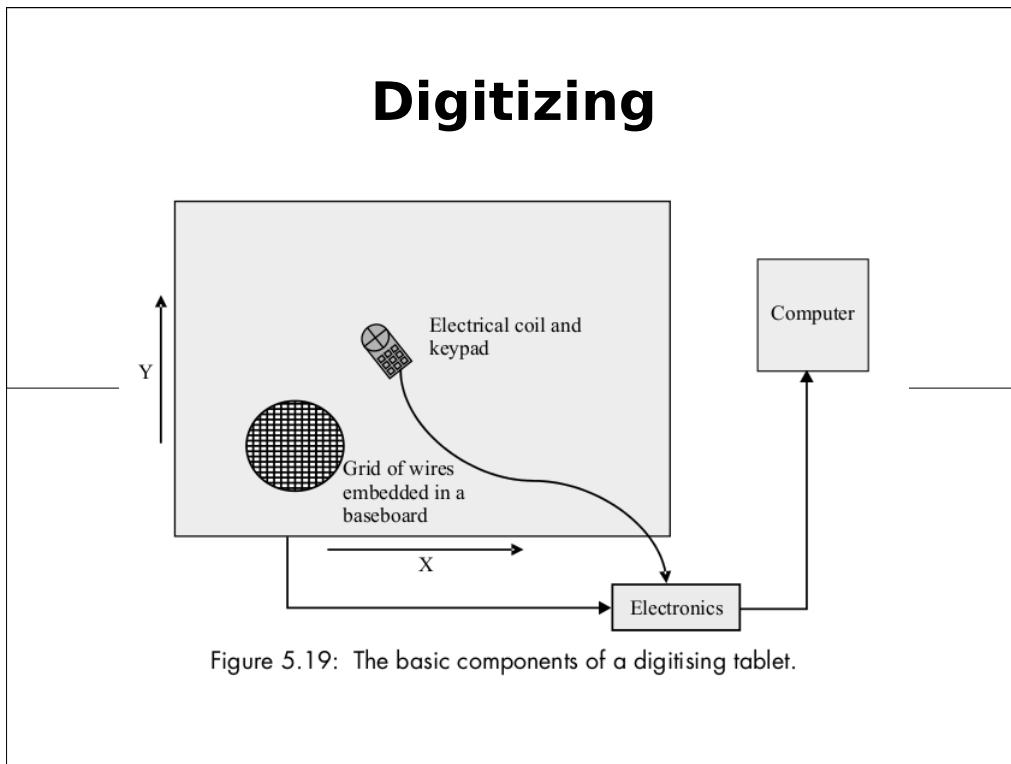 Digitizing
Electrical coil and
keypad
Computer
Y
Grid of wires
embedded in a
baseboard
X
Electronics
Figure 5.19: The basic components of a digitising tablet.